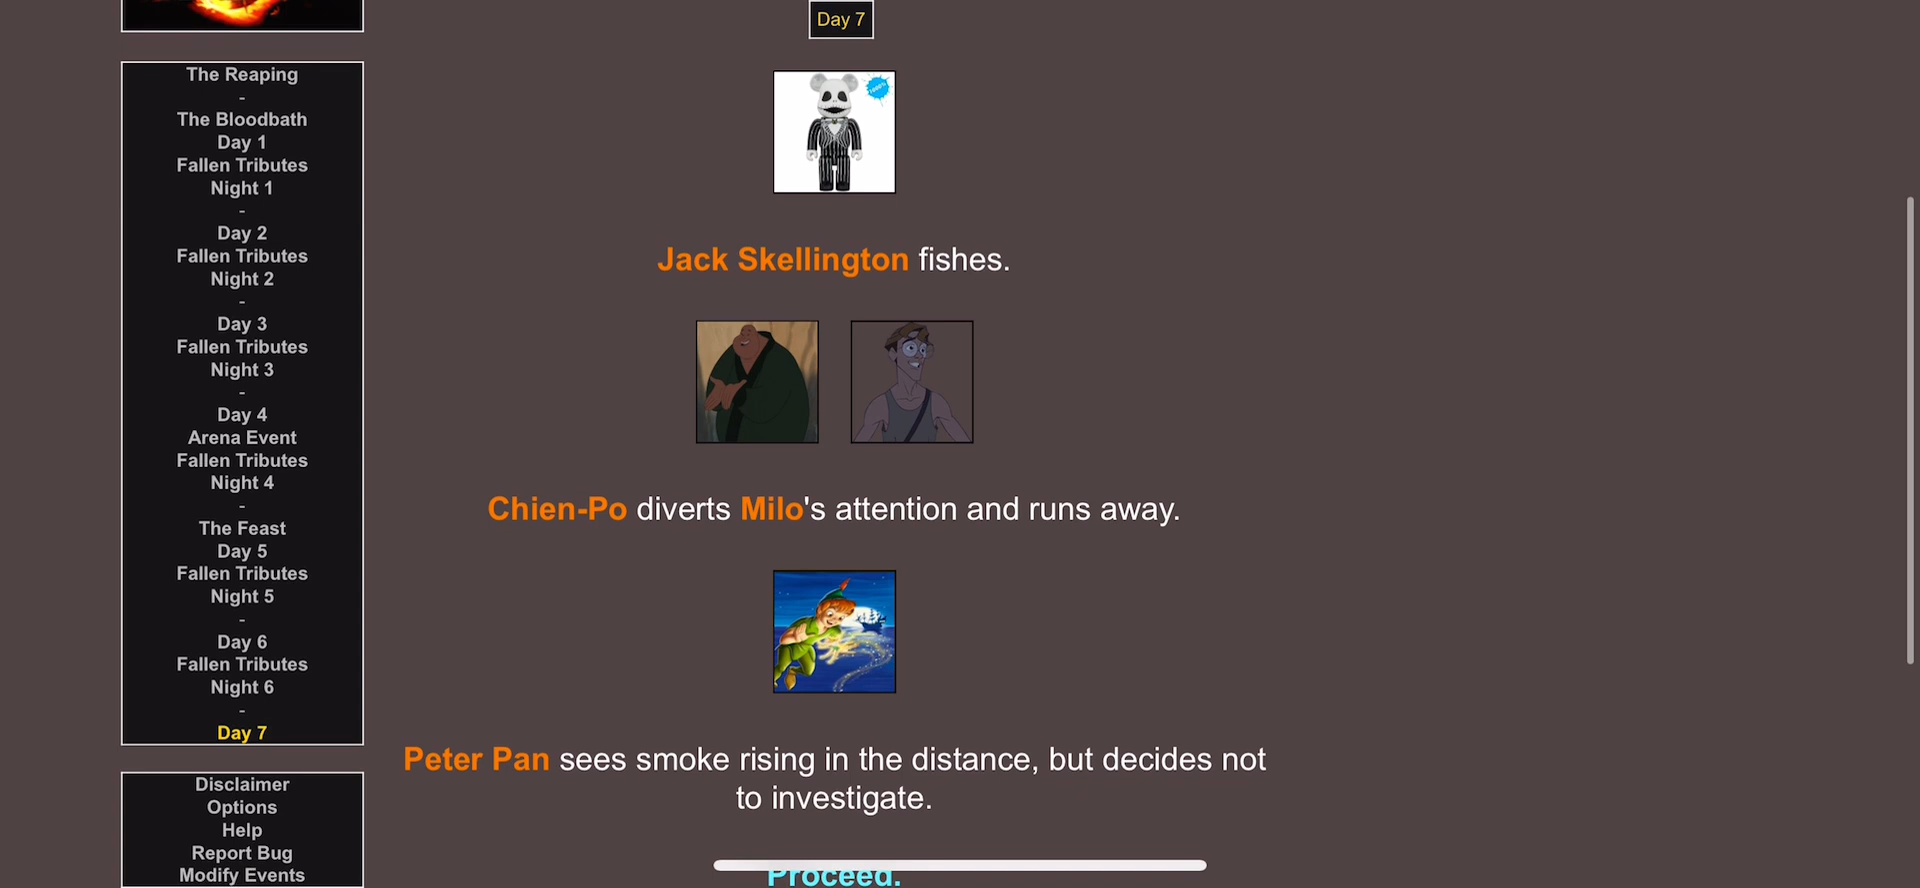 Day 7
The Reaping
-
The Bloodbath
Day 1
Fallen Tributes
Night 1
-
Day 2
Fallen Tributes
Night 2
-
Day 3
Fallen Tributes
Night 3
-
Day 4
Arena Event
Fallen Tributes
Night 4
-
The Feast
Day 5
Fallen Tributes
Night 5
-
Day 6
Fallen Tributes
Night 6
-
Day 7
Disclaimer
Options
Help
Report Bug
Modify Events
Jack Skellington fishes.
Chien-Po diverts Milo's attention and runs away.
Peter Pan sees smoke rising in the distance, but decides not
to investigate.
Proceed.